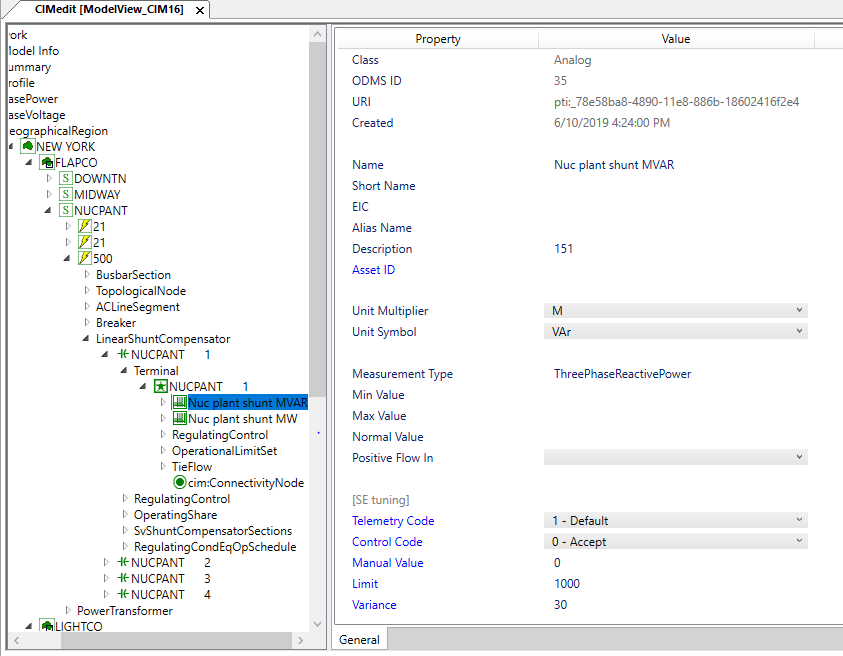 CIMedit [ModelView_CIM16]
ork
Model Info
ummary
rofile
asePower
aseVoltage
eographicalRegion
NEW YORK
FLAPCO
DOWNTN
MIDWAY
NUCPANT
21
21
500
BusbarSection
TopologicalNode
ACLineSegment
Breaker
LinearShuntCompensator
NUCPANT 1
Terminal
NUCPANT 1
Nuc plant shunt MVAR
Nuc plant shunt MW
RegulatingControl
OperationalLimitSet
TieFlow
cim:ConnectivityNode
RegulatingControl
OperatingShare
SvShuntCompensatorSections
RegulatingCondEqOpSchedule
NUCPANT 2
NUCPANT 3
NUCPANT 4
PowerTransformer
LIGHTCO
Property Value
Class Analog
ODMS ID 35
URI pti:_78e58ba8-4890-11e8-886b-18602416f2e4
Created 6/10/2019 4:24:00 PM
Name Nuc plant shunt MVAR
Short Name
EIC
Alias Name
Description 151
Asset ID
Unit Multiplier M
Unit Symbol VAr
Measurement Type ThreePhaseReactivePower
Min Value
Max Value
Normal Value
Positive Flow In
[SE tuning]
Telemetry Code 1 - Default
Control Code 0 - Accept
Manual Value 0
Limit 1000
Variance 30
General